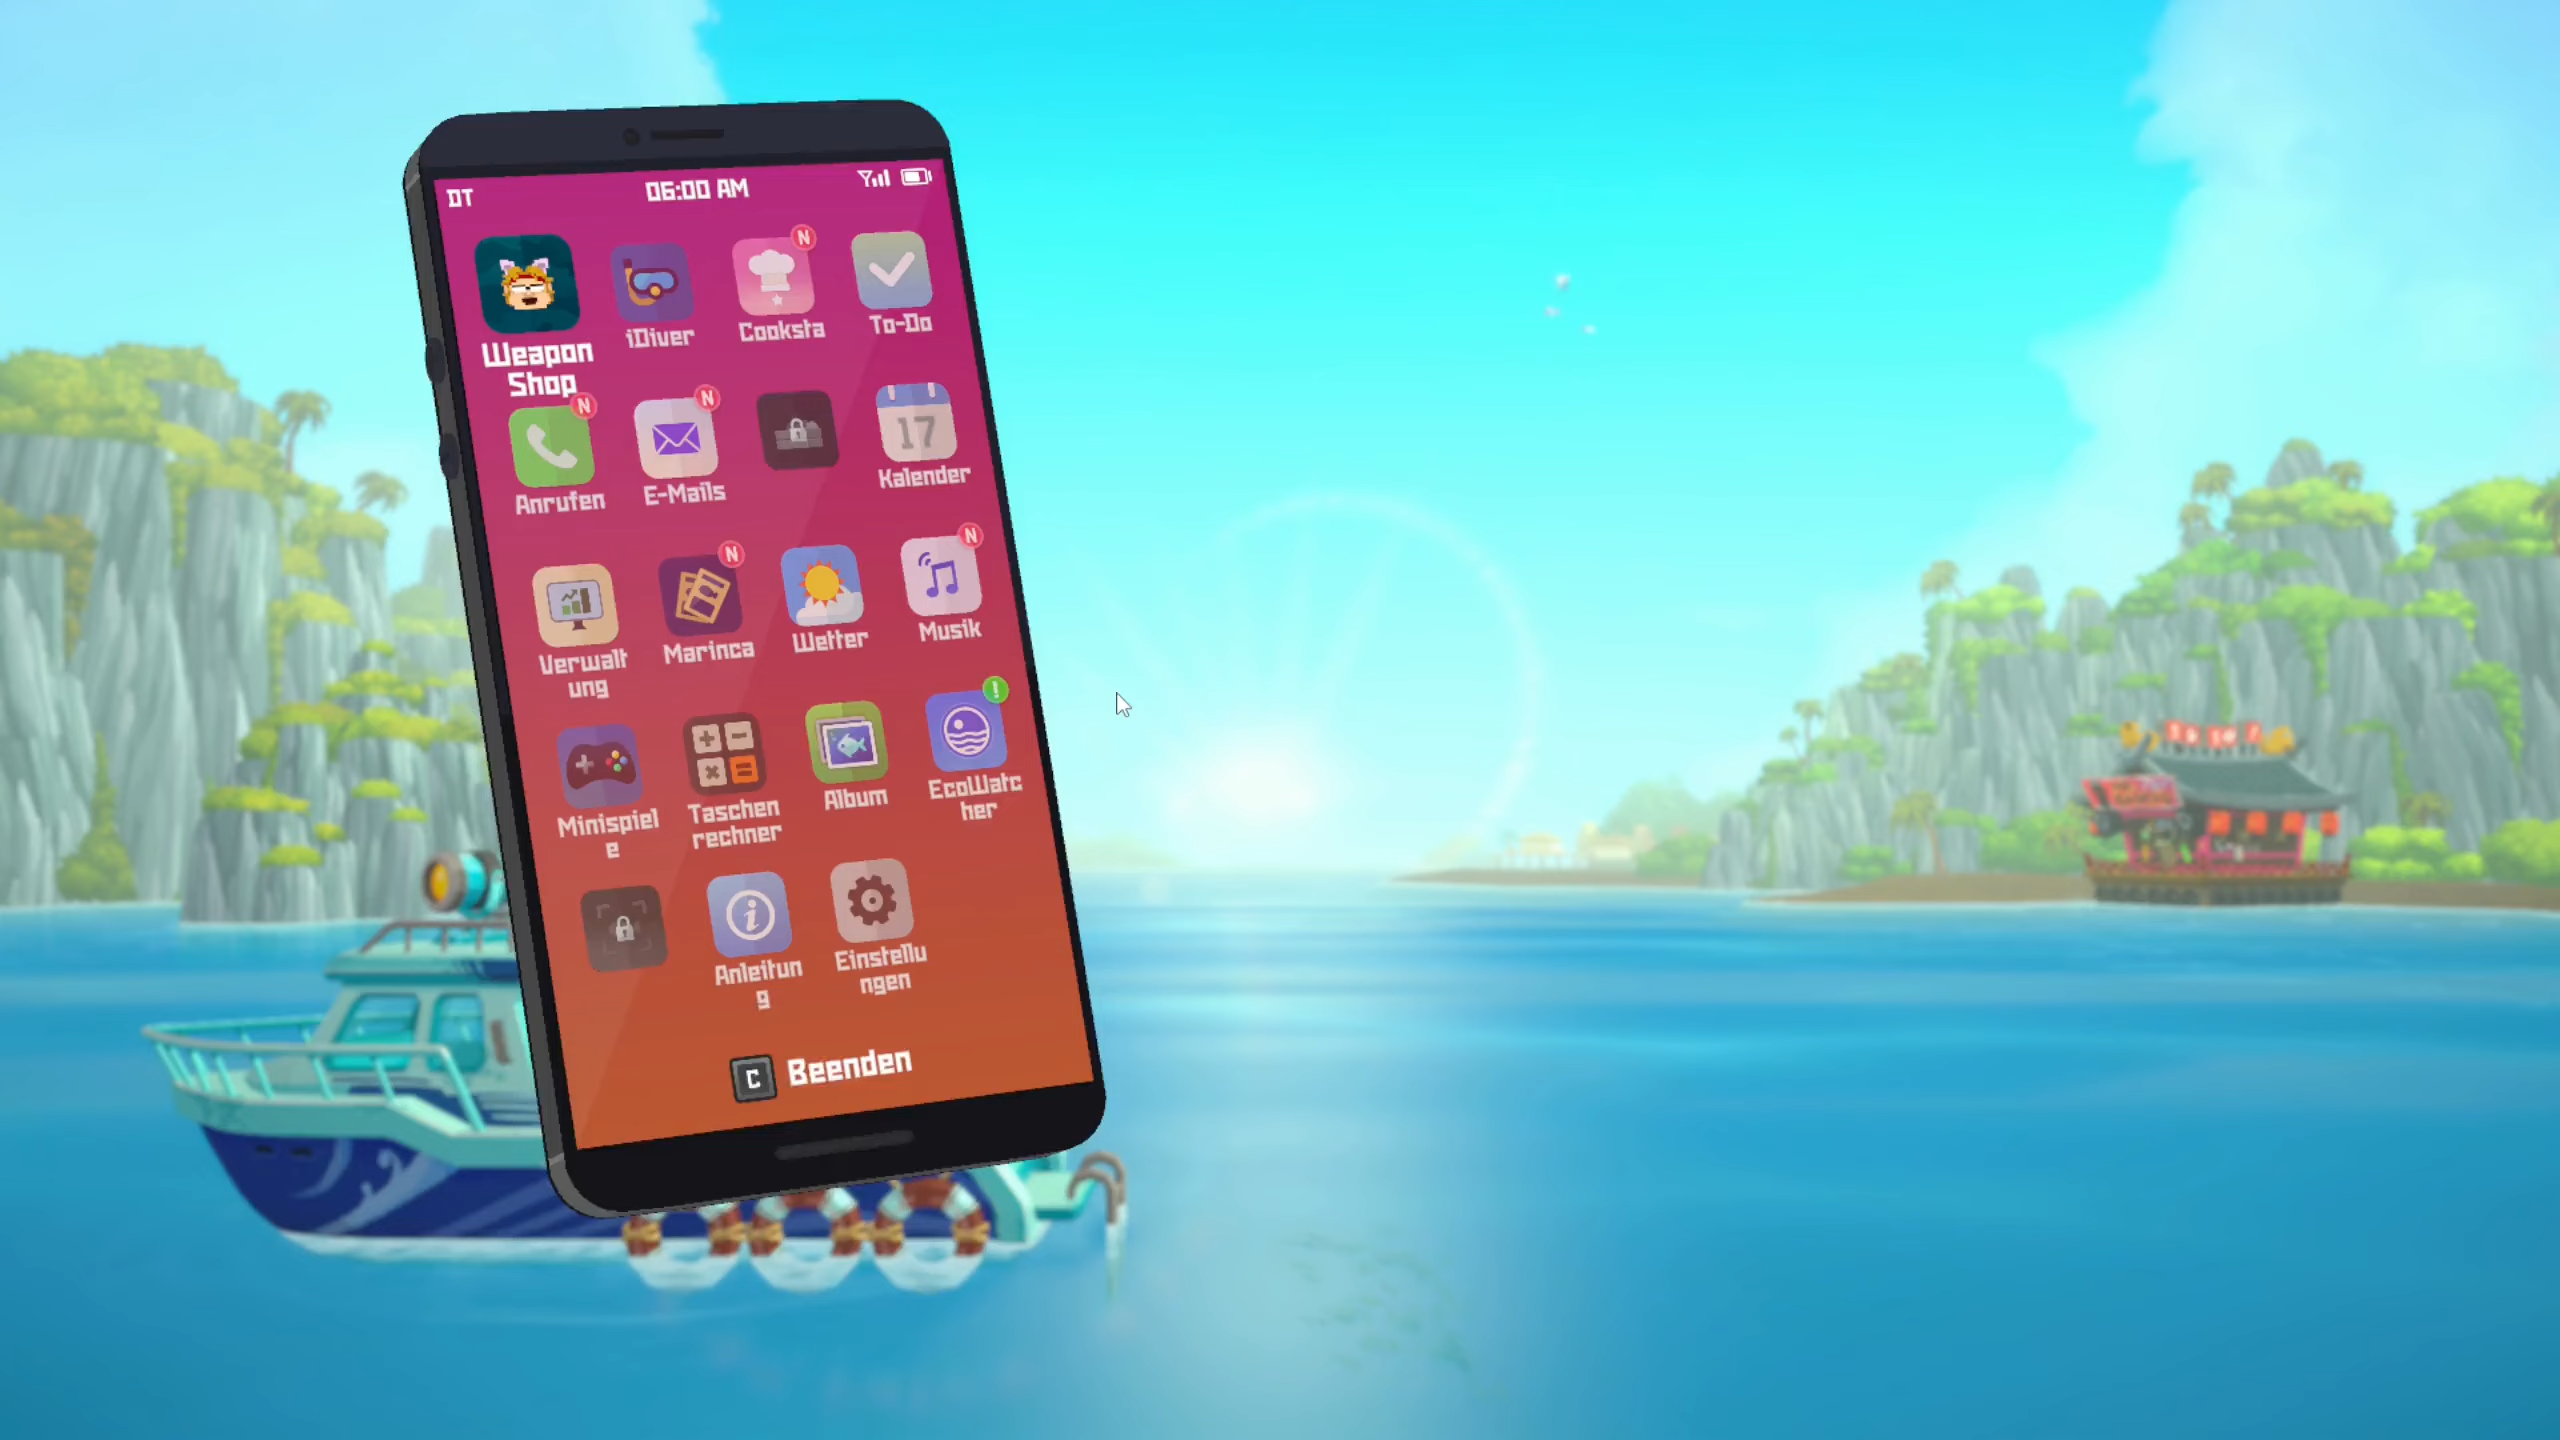 DT
06:00 AM
Weapon
Shop
iDiver
N
Cooksta
To-Do
N
Anrufen
N
E-Mails
17
Kalender
Verwalt
ung
N
Marinca
Wetter
N
Musik
Minispiel
e
Taschen
rechner
Album
!
EcoWatc
her
i
Anleitun
g
Einstellu
ngen
C Beenden